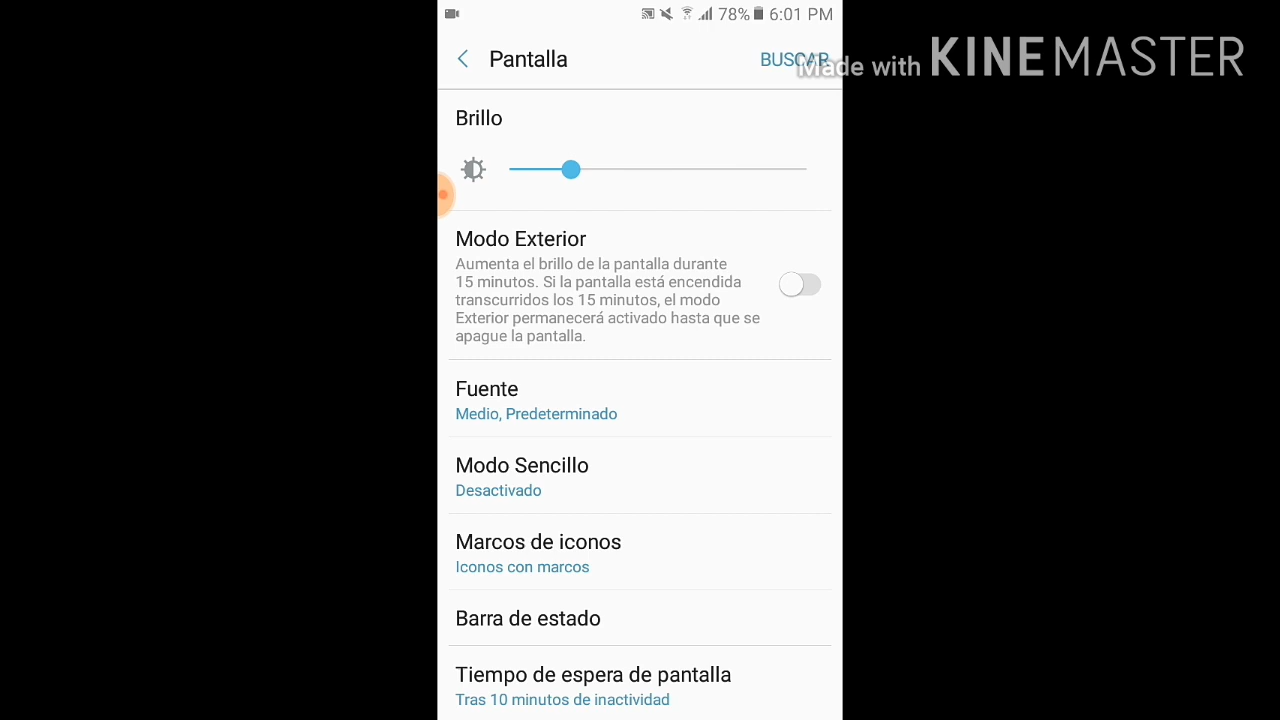 78% 6:01 PM
Pantalla
BUSCAR
Made with KINEMASTER
Brillo
Modo Exterior
Aumenta el brillo de la pantalla durante
15 minutos. Si la pantalla está encendida
transcurridos los 15 minutos, el modo
Exterior permanecerá activado hasta que se
apague la pantalla.
Fuente
Medio, Predeterminado
Modo Sencillo
Desactivado
Marcos de iconos
Iconos con marcos
Barra de estado
Tiempo de espera de pantalla
Tras 10 minutos de inactividad